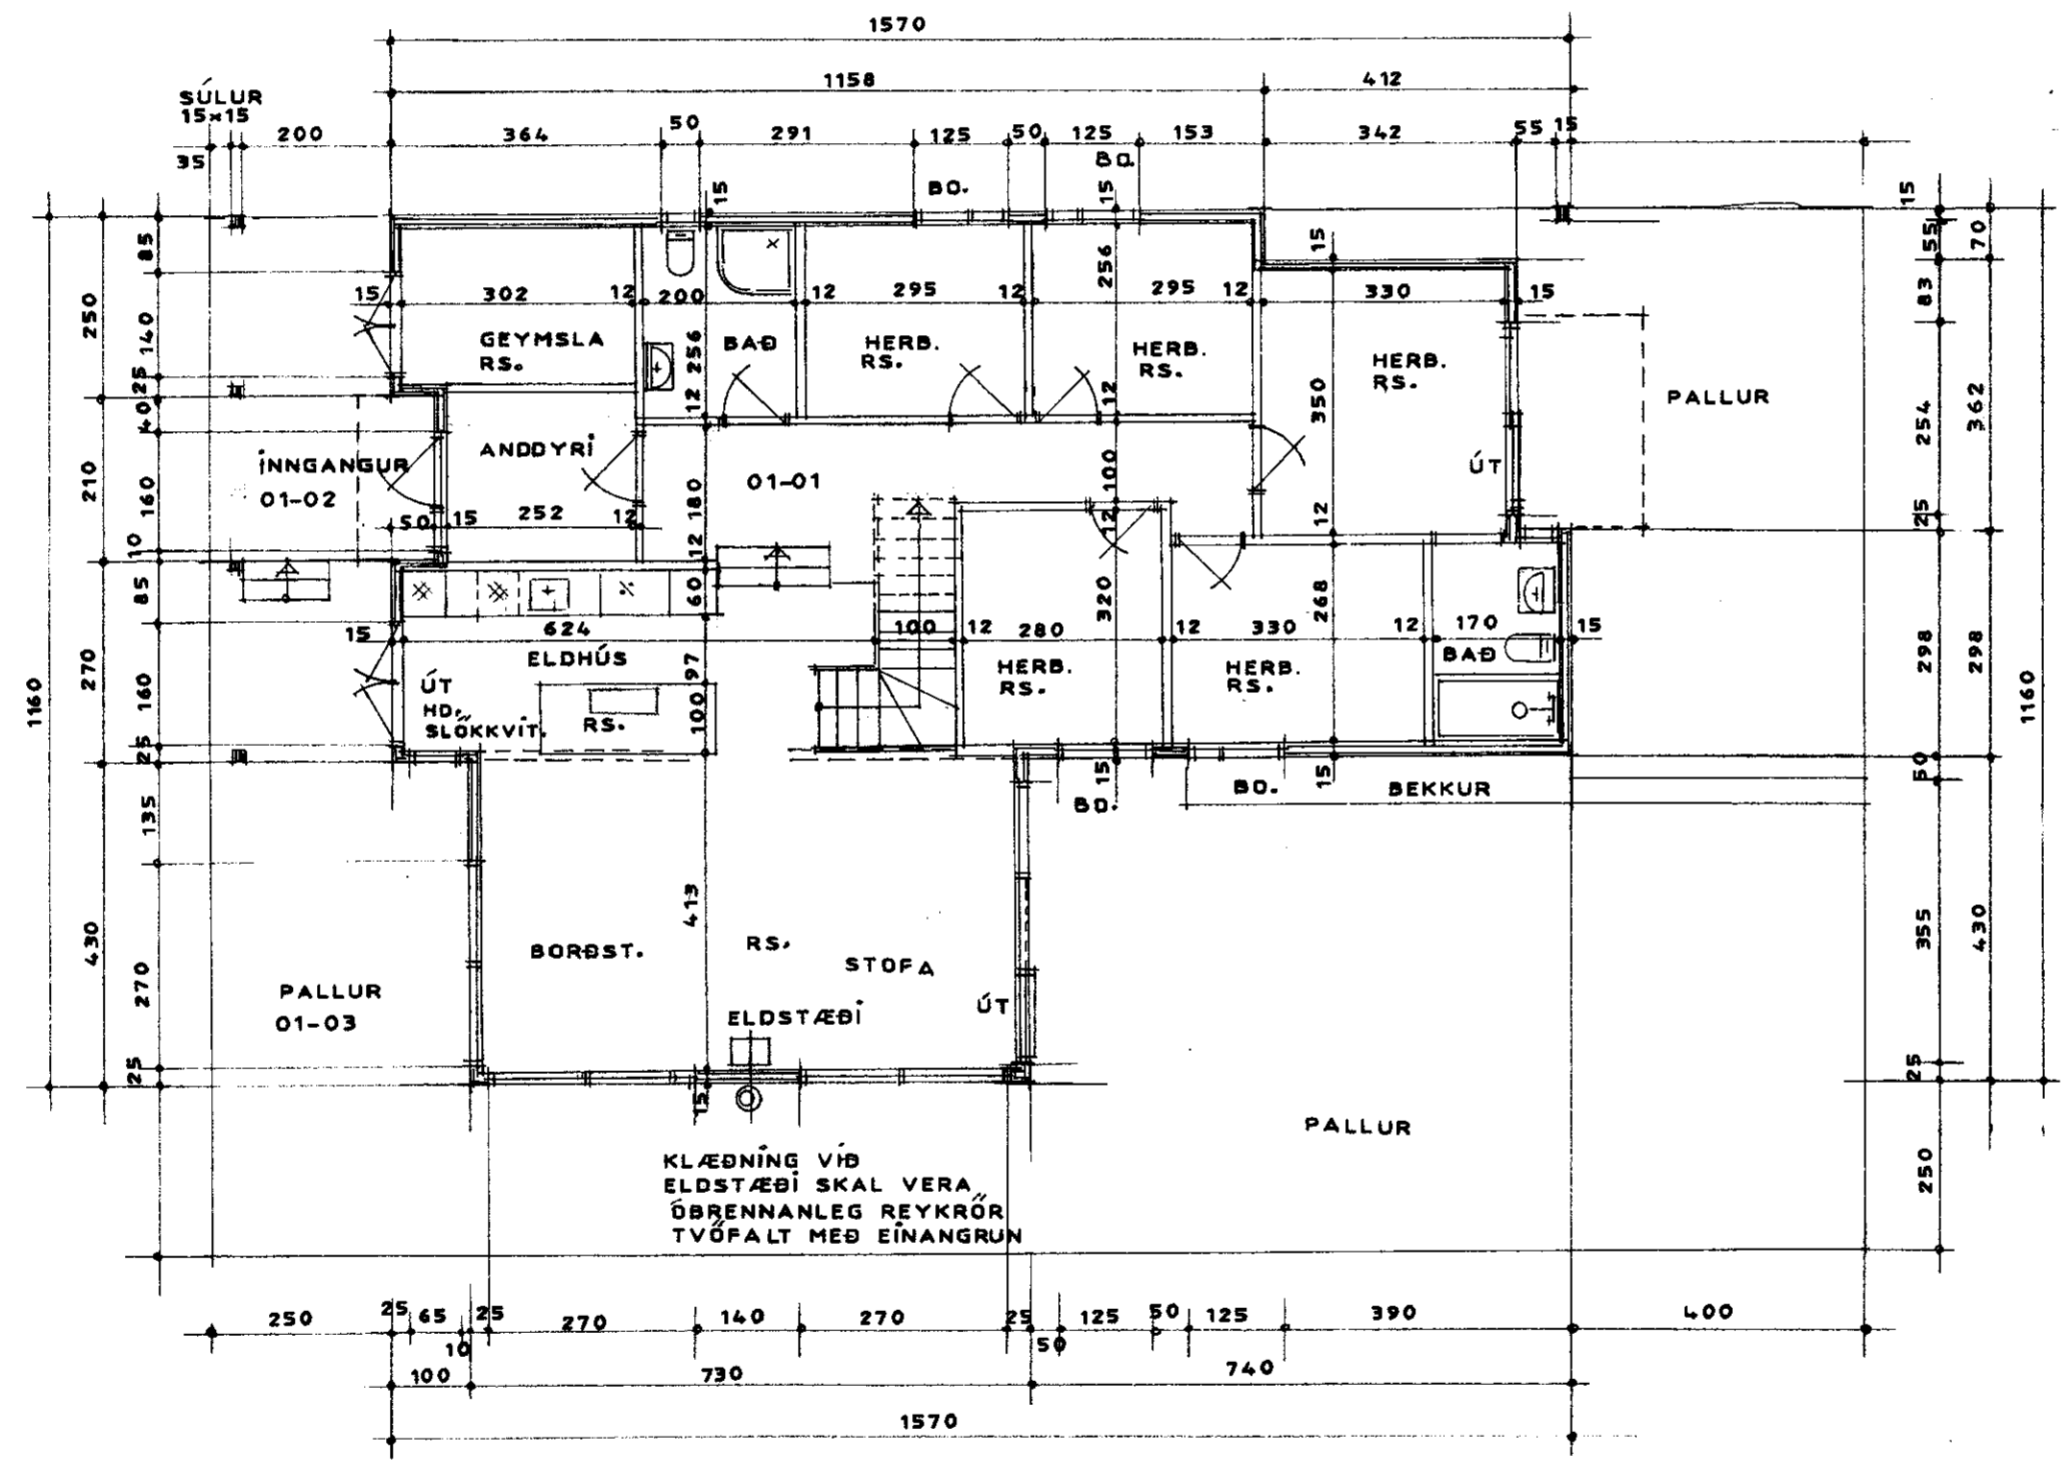 1570
1158 412
SÚLUR
15×15
35 200 364 50 291 125 50 125 153 342 55 15
BO. BO.
15 15 15
15 302 12 200 12 295 12 295 12 330 15
GEYMSLA
RS.
BAÐ
HERB.
RS.
HERB.
RS.
HERB.
RS.
PALLUR
256 12 256 12 350 12
ANDDYRI
INNGANGUR
01-02
01-01
ÚT
50 15 252 12
180 12 60 97 100 413 15
100 12 320 15
268 15
15 624 100 12 280 12 330 12 170 15
ELDHÚS
ÚT
HD.
SLÖKKVIT.
RS.
HERB.
RS.
HERB.
RS.
BAÐ
BO. BO. BEKKUR
BORÐST.
RS.
STOFA
ELDSTÆÐI
ÚT
PALLUR
01-03
PALLUR
KLÆÐNING VIÐ
ELDSTÆÐI SKAL VERA
ÓBRENNANLEG REYKRÖR
TVÖFALT MEÐ EINANGRUN
1160
250 210 270 430
85 140 25 40 160 10 85 160 25 135 270 25
15 55 83 254 25 298 50 355 25 250
70 362 298 430
1160
250 25 65 10 25 270 140 270 25 50 125 50 125 390 400
100 730 740
1570